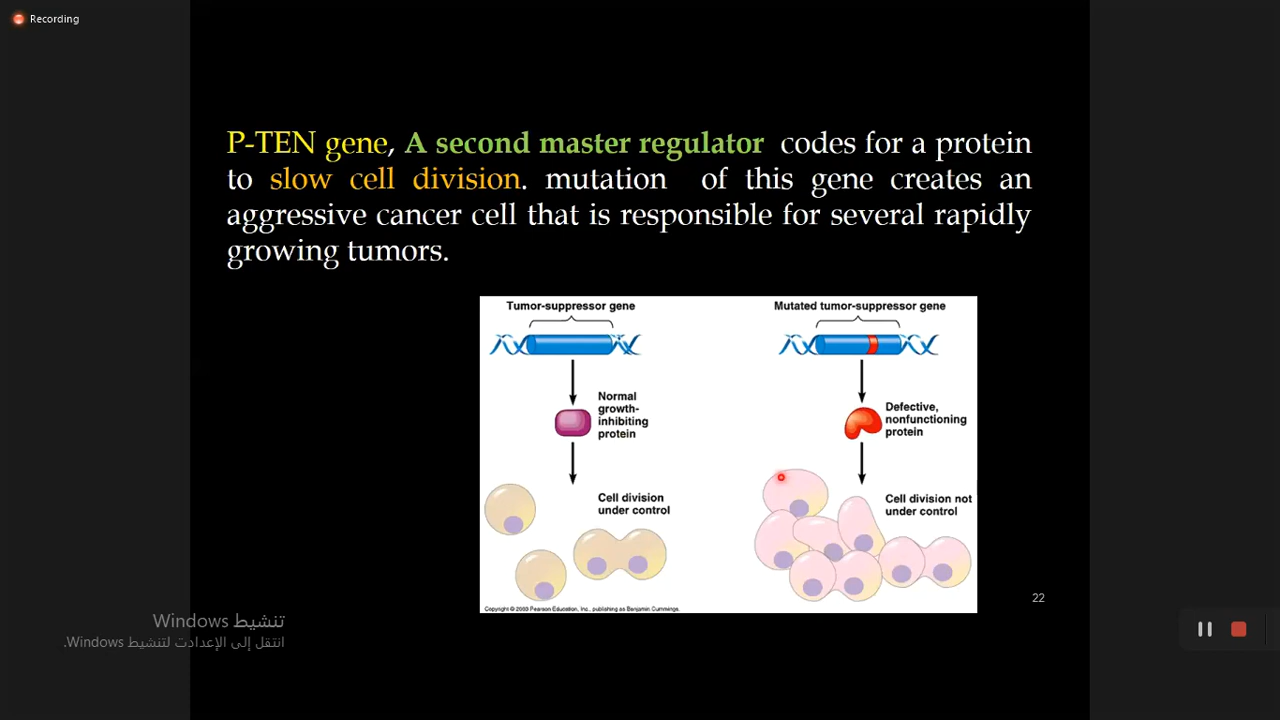 Recording
P-TEN gene, A second master regulator codes for a protein
to slow cell division. mutation of this gene creates an
aggressive cancer cell that is responsible for several rapidly
growing tumors.
Tumor-suppressor gene
Normal
growth-
inhibiting
protein
Cell division
under control
Mutated tumor-suppressor gene
Defective,
nonfunctioning
protein
Cell division not
under control
Copyright © 2003 Pearson Education, Inc., publishing as Benjamin Cummings.
22
تنشيط Windows
انتقل إلى الإعدادت لتنشيط Windows.